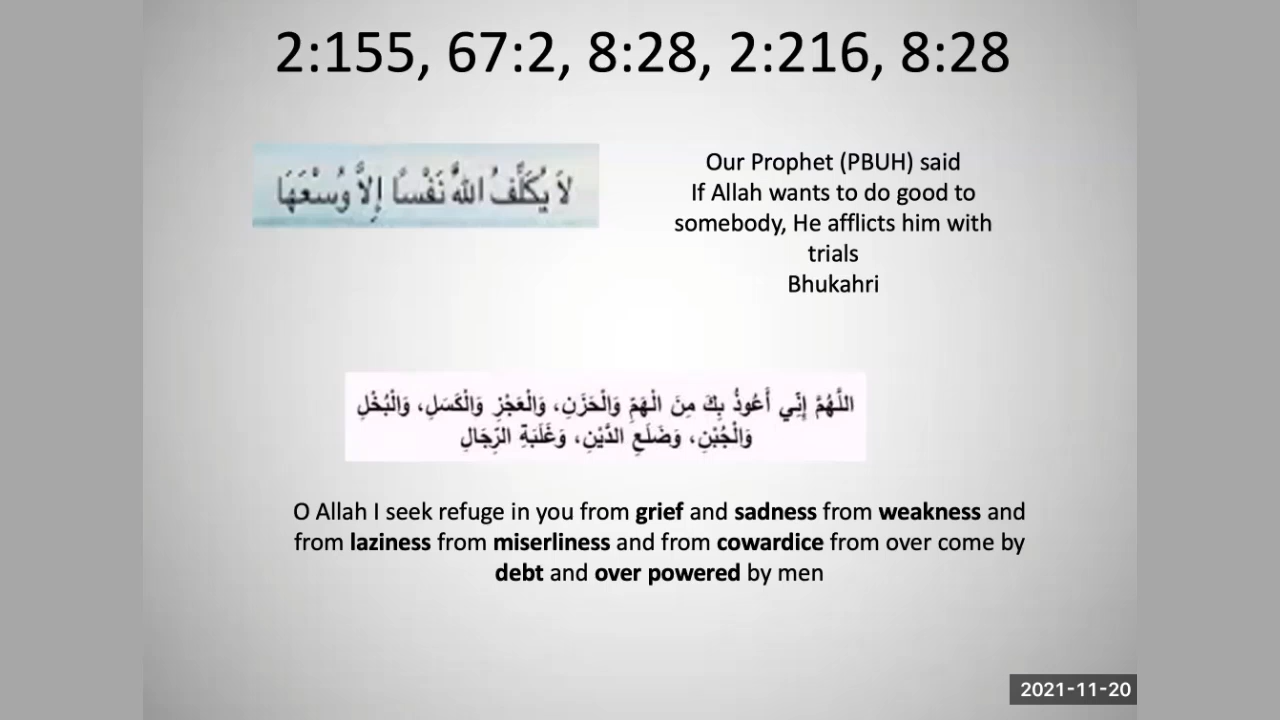 2:155, 67:2, 8:28, 2:216, 8:28
لَا يُكَلِّفُ اللهُ نَفْسًا إِلاَّ وُسْعَهَا
Our Prophet (PBUH) said
If Allah wants to do good to
somebody, He afflicts him with
trials
Bhukahri
اللَّهُمَّ إِنِّي أَعُوذُ بِكَ مِنَ الْهَمِّ وَالْحَزَنِ، وَالْعَجْزِ وَالْكَسَلِ، وَالْبُخْلِ
وَالْجُبْنِ، وَضَلَعِ الدَّيْنِ، وَغَلَبَةِ الرِّجَالِ
O Allah I seek refuge in you from grief and sadness from weakness and
from laziness from miserliness and from cowardice from over come by
debt and over powered by men
2021-11-20